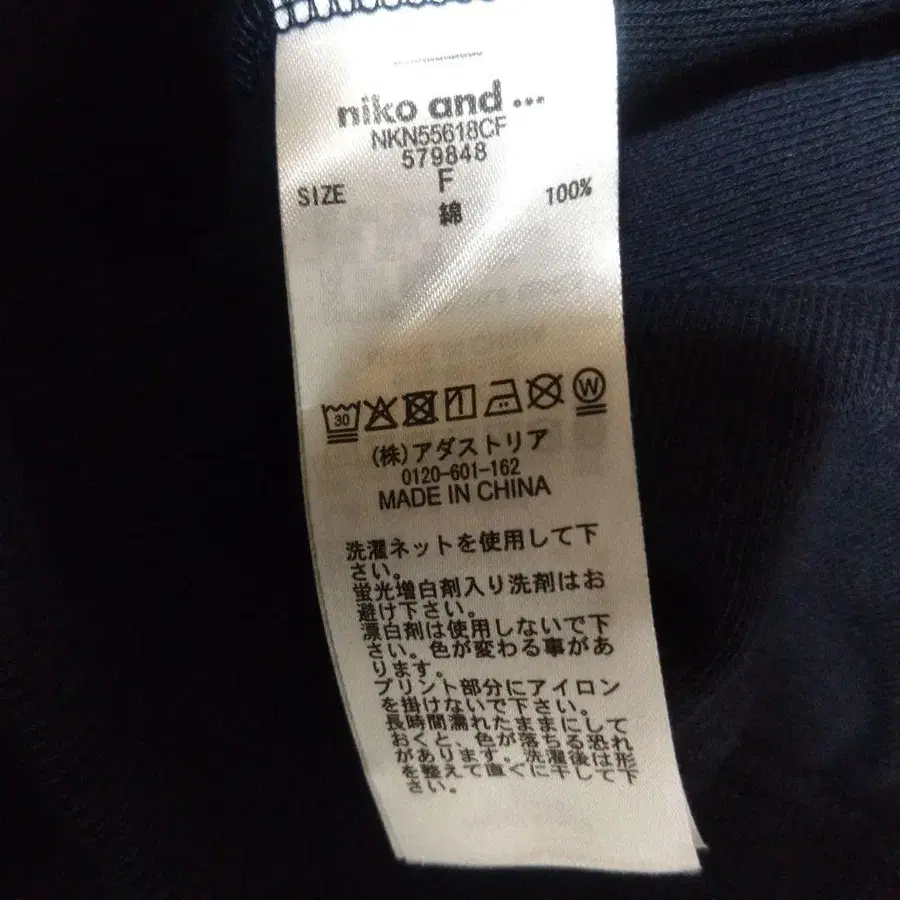 niko and ...
NKN55618CF
579848
SIZE F
綿 100%
30 W
(株)アダストリア
0120-601-162
MADE IN CHINA
洗濯ネットを使用して下
さい。
蛍光増白剤入り洗剤はお
避け下さい。
漂白剤は使用しないで下
さい。色が変わる事があ
ります。
プリント部分にアイロン
を掛けないで下さい。
長時間濡れたままにして
おくと、色が落ちる恐れ
があります。洗濯後は形
を整えて直ぐに干して下
さい。